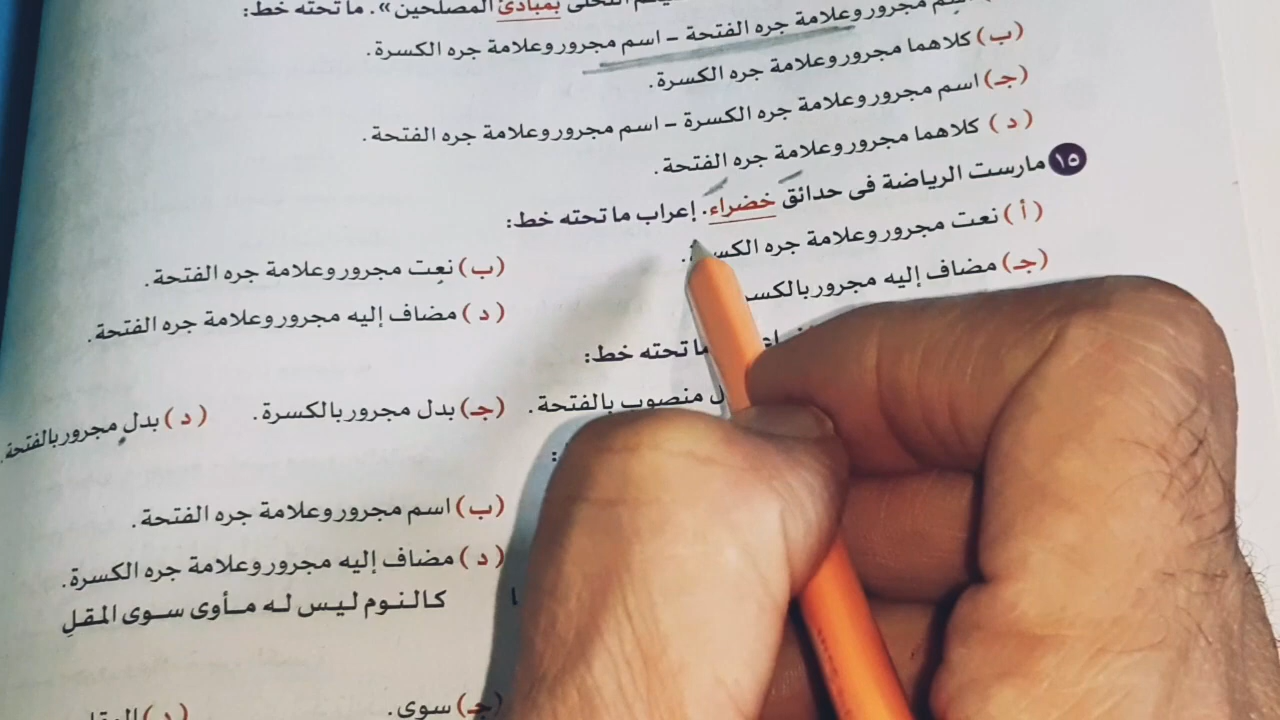 بمبادئ المصلحين». ما تحته خط:
مجرور وعلامة جره الفتحة – اسم مجرور وعلامة جره الكسرة.
(ب) كلاهما مجرور وعلامة جره الكسرة.
(جـ) اسم مجرور وعلامة جره الكسرة – اسم مجرور وعلامة جره الفتحة.
(د) كلاهما مجرور وعلامة جره الفتحة.
١٥ مارست الرياضة فى حدائق خضراء. إعراب ما تحته خط:
(أ) نعت مجرور وعلامة جره
(ب) نعت مجرور وعلامة جره الفتحة.
(جـ) مضاف إليه مجرور
(د) مضاف إليه مجرور وعلامة جره الفتحة.
ما تحته خط:
منصوب بالفتحة.
(جـ) بدل مجرور بالكسرة.
(د) بدل مجرور بالفتحة.
(ب) اسم مجرور وعلامة جره الفتحة.
(د) مضاف إليه مجرور وعلامة جره الكسرة.
كالنوم ليس له مأوى سوى المقلِ
(جـ) سوى.
(د)